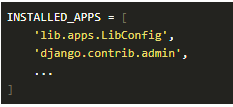 INSTALLED_APPS = [
'lib.apps.LibConfig',
'django.contrib.admin',
...
]